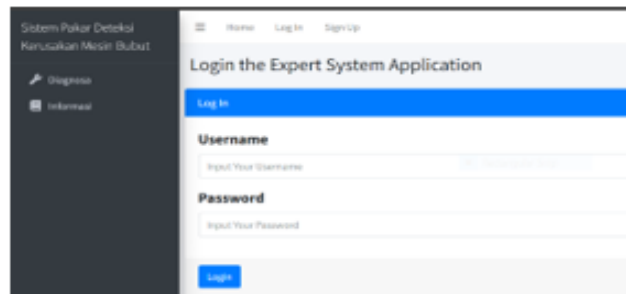 Sistem Pakar Deteksi
Kerusakan Mesin Bubut
Diagnosa
Informasi
Home Log In Sign Up
Login the Expert System Application
Log In
Username
Input Your Username
Password
Input Your Password
Login